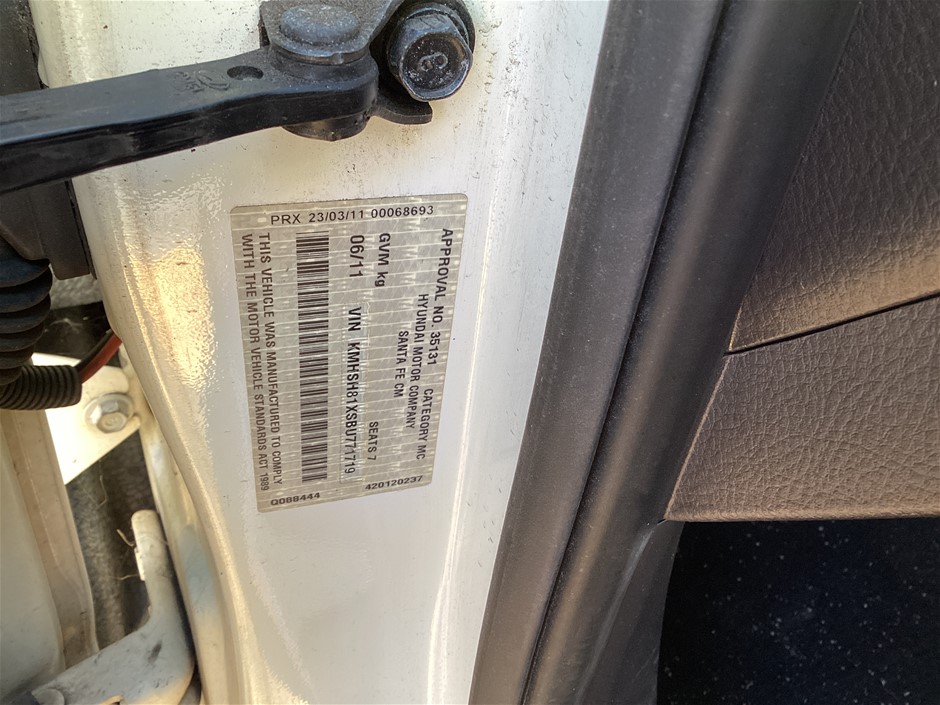 PRX 23/03/11 00068693
APPROVAL NO. 35131 CATEGORY MC
HYUNDAI MOTOR COMPANY
SANTA FE CM
GVM kg SEATS 7
06/11 VIN KMHSH81XSBU771719
THIS VEHICLE WAS MANUFACTURED TO COMPLY
WITH THE MOTOR VEHICLE STANDARDS ACT 1989
Q088444 420120237